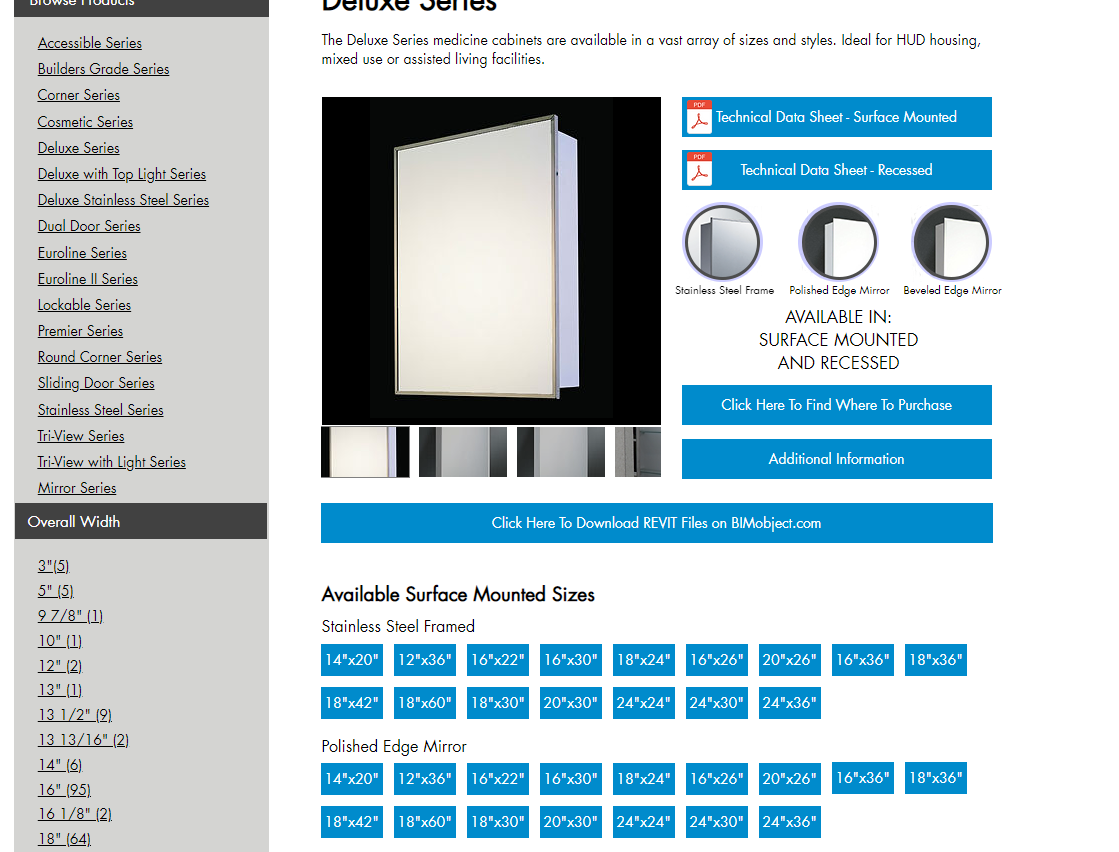 Browse Products
Accessible Series
Builders Grade Series
Corner Series
Cosmetic Series
Deluxe Series
Deluxe with Top Light Series
Deluxe Stainless Steel Series
Dual Door Series
Euroline Series
Euroline II Series
Lockable Series
Premier Series
Round Corner Series
Sliding Door Series
Stainless Steel Series
Tri-View Series
Tri-View with Light Series
Mirror Series
Overall Width
3"(5)
5" (5)
9 7/8" (1)
10" (1)
12" (2)
13" (1)
13 1/2" (9)
13 13/16" (2)
14" (6)
16" (95)
16 1/8" (2)
18" (64)
Deluxe Series
The Deluxe Series medicine cabinets are available in a vast array of sizes and styles. Ideal for HUD housing,
mixed use or assisted living facilities.
PDF Technical Data Sheet - Surface Mounted
PDF Technical Data Sheet - Recessed
Stainless Steel Frame Polished Edge Mirror Beveled Edge Mirror
AVAILABLE IN:
SURFACE MOUNTED
AND RECESSED
Click Here To Find Where To Purchase
Additional Information
Click Here To Download REVIT Files on BIMobject.com
Available Surface Mounted Sizes
Stainless Steel Framed
14"x20" 12"x36" 16"x22" 16"x30" 18"x24" 16"x26" 20"x26" 16"x36" 18"x36"
18"x42" 18"x60" 18"x30" 20"x30" 24"x24" 24"x30" 24"x36"
Polished Edge Mirror
14"x20" 12"x36" 16"x22" 16"x30" 18"x24" 16"x26" 20"x26" 16"x36" 18"x36"
18"x42" 18"x60" 18"x30" 20"x30" 24"x24" 24"x30" 24"x36"